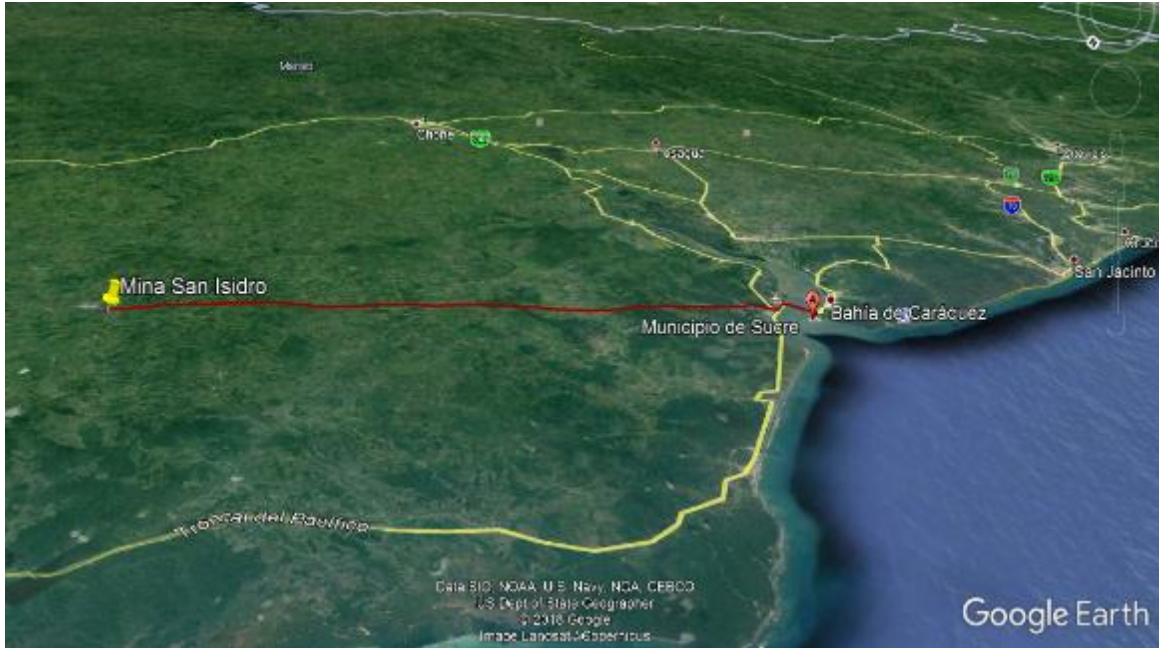 Chone
Tosagua
San Jacinto
Mina San Isidro
Bahía de Caráquez
Municipio de Sucre
Troncal del Pacífico
Data SIO, NOAA, U.S. Navy, NGA, GEBCO
US Dept of State Geographer
© 2018 Google
Image Landsat / Copernicus
Google Earth